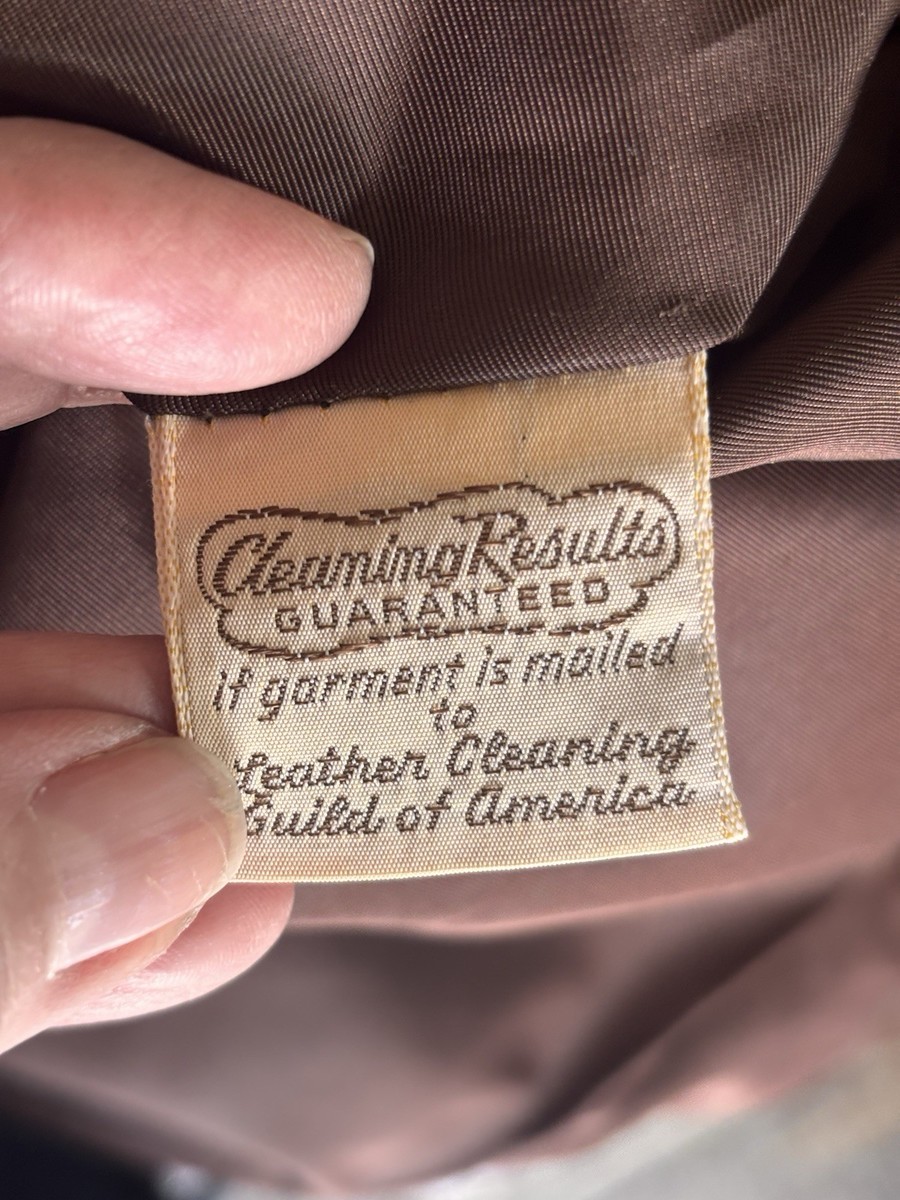 Cleaning Results
GUARANTEED
if garment is mailed
to
Leather Cleaning
Guild of America